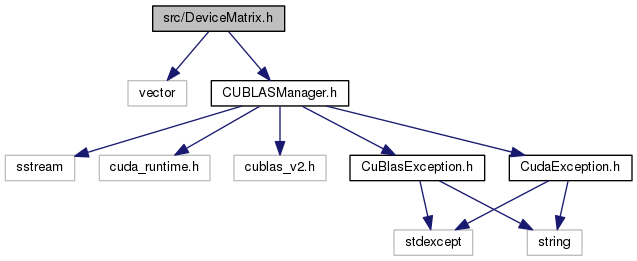 src/DeviceMatrix.h
vector
CUBLASManager.h
sstream
cuda_runtime.h
cublas_v2.h
CuBlasException.h
CudaException.h
stdexcept
string